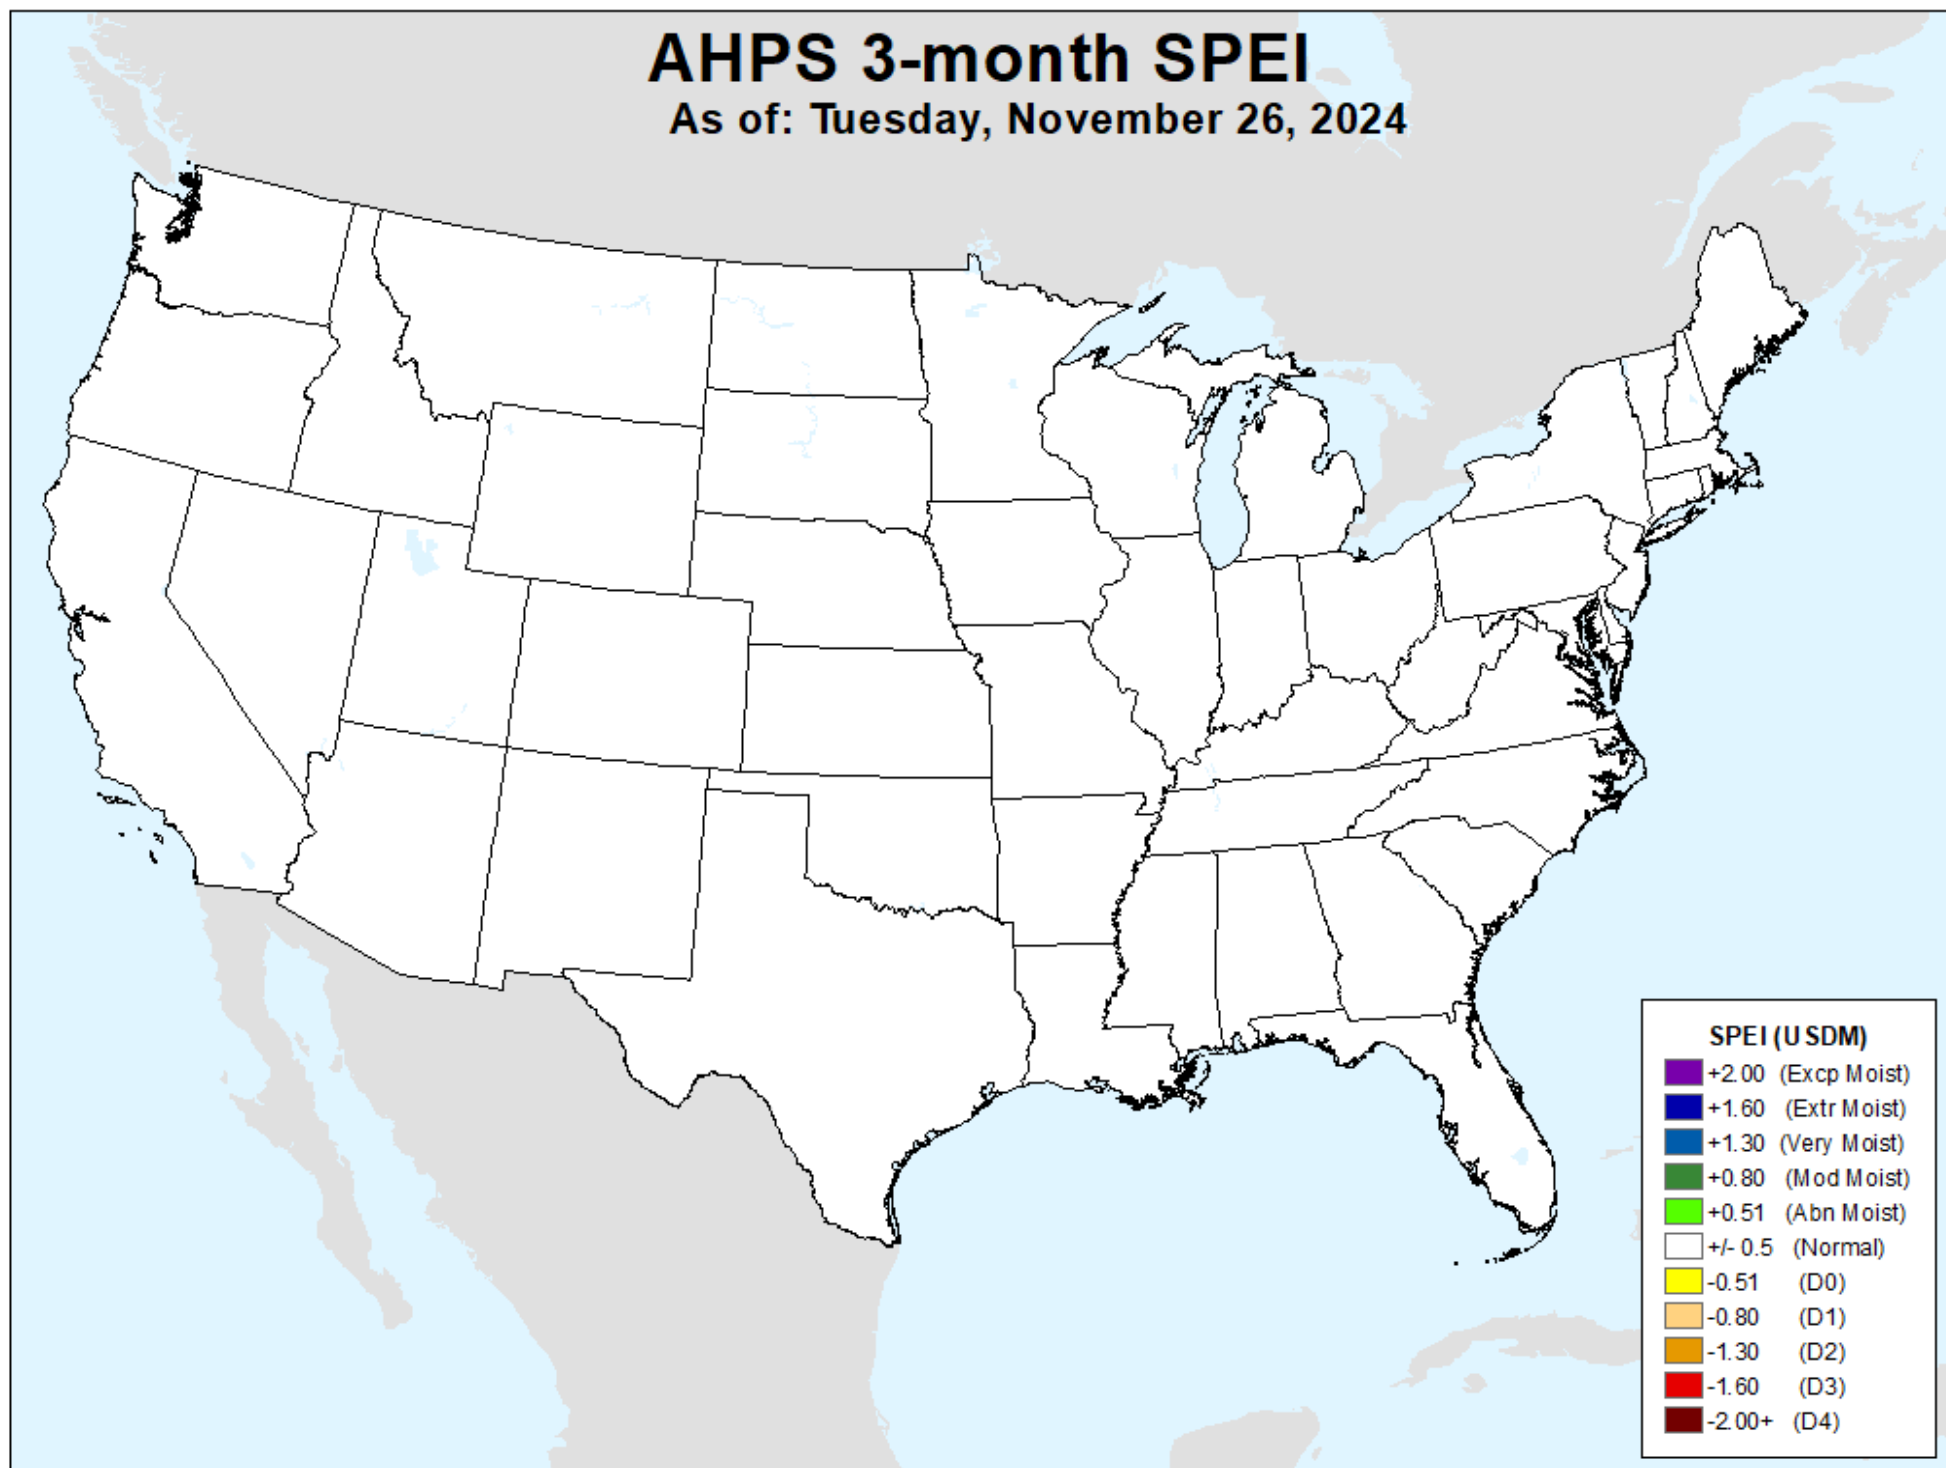 AHPS 3-month SPEI
As of: Tuesday, November 26, 2024
SPEI (USDM)
+2.00 (Excp Moist)
+1.60 (Extr Moist)
+1.30 (Very Moist)
+0.80 (Mod Moist)
+0.51 (Abn Moist)
+/- 0.5 (Normal)
-0.51 (D0)
-0.80 (D1)
-1.30 (D2)
-1.60 (D3)
-2.00+ (D4)